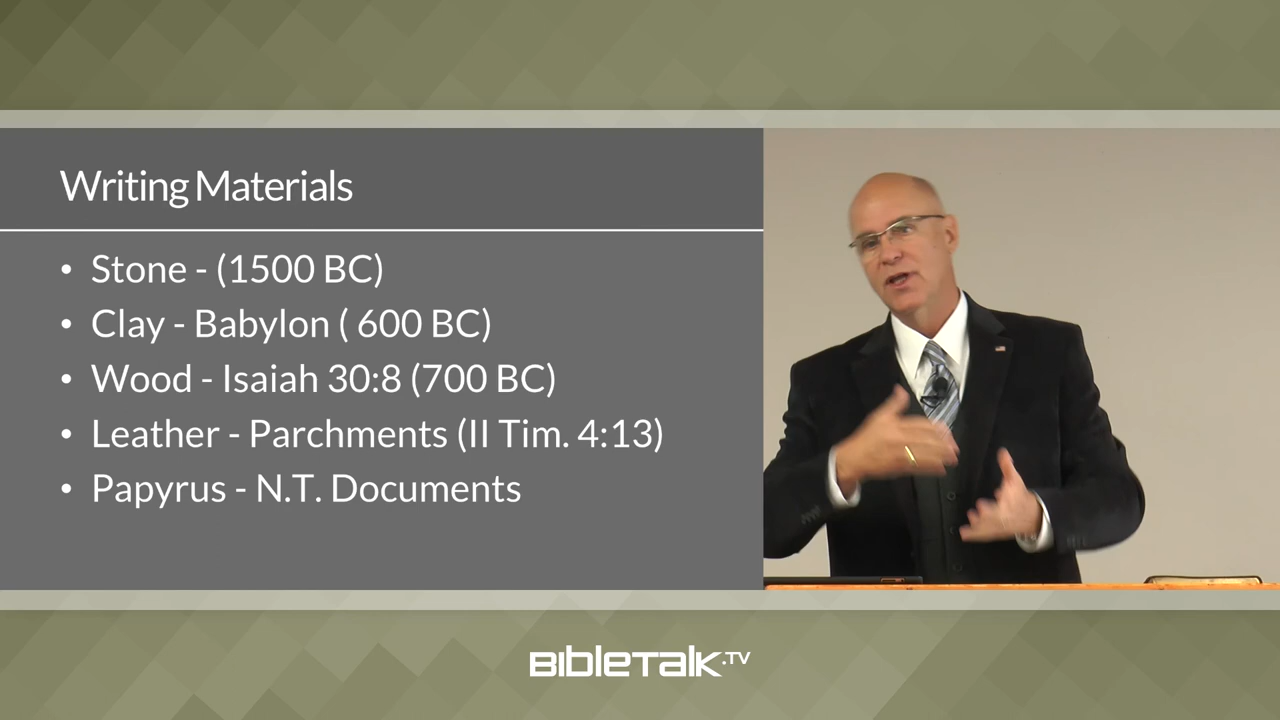 Writing Materials
• Stone - (1500 BC)
• Clay - Babylon ( 600 BC)
• Wood - Isaiah 30:8 (700 BC)
• Leather - Parchments (II Tim. 4:13)
• Papyrus - N.T. Documents
BibleTalk.TV